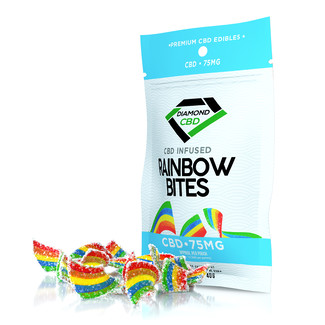 •PREMIUM CBD EDIBLES•
CBD • 75MG
DIAMOND
CBD
CBD INFUSED
RAINBOW
BITES
CBD•75MG